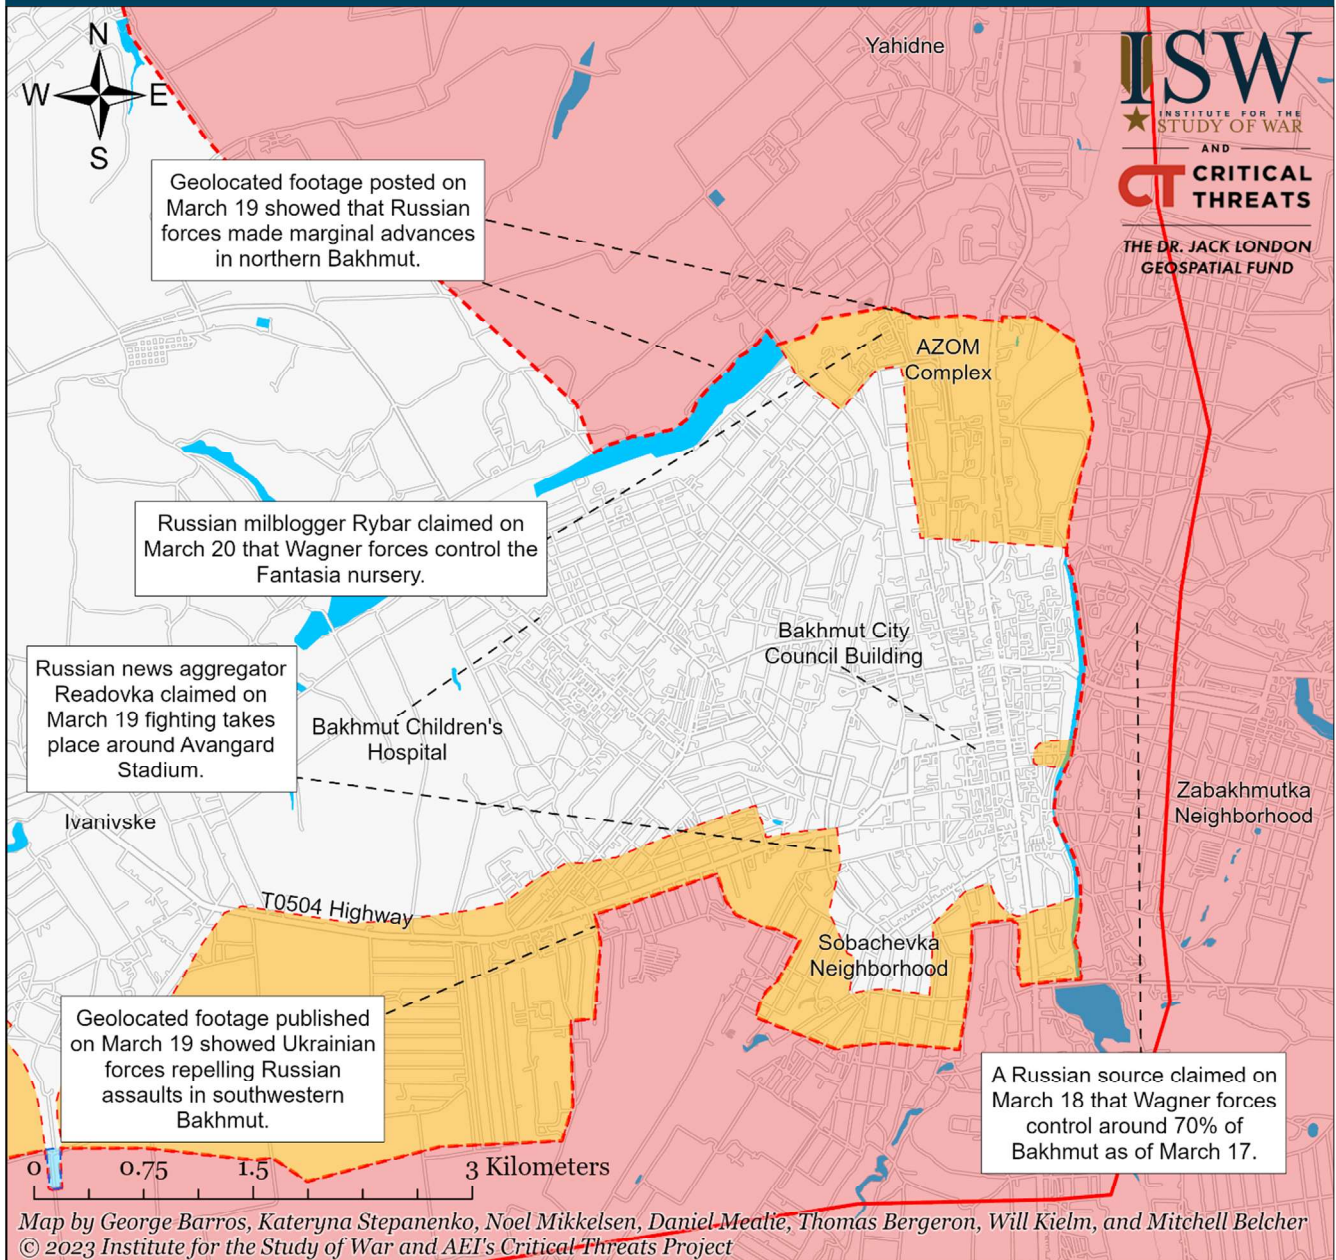 N
W
E
S
Yahidne
ISW
INSTITUTE FOR THE
STUDY OF WAR
AND
CT CRITICAL
THREATS
THE DR. JACK LONDON
GEOSPATIAL FUND
Geolocated footage posted on
March 19 showed that Russian
forces made marginal advances
in northern Bakhmut.
AZOM
Complex
Russian milblogger Rybar claimed on
March 20 that Wagner forces control the
Fantasia nursery.
Bakhmut City
Council Building
Russian news aggregator
Readovka claimed on
March 19 fighting takes
place around Avangard
Stadium.
Bakhmut Children's
Hospital
Zabakhmutka
Neighborhood
Ivanivske
T0504 Highway
Sobachevka
Neighborhood
Geolocated footage published
on March 19 showed Ukrainian
forces repelling Russian
assaults in southwestern
Bakhmut.
A Russian source claimed on
March 18 that Wagner forces
control around 70% of
Bakhmut as of March 17.
0 0.75 1.5 3 Kilometers
Map by George Barros, Kateryna Stepanenko, Noel Mikkelsen, Daniel Mealie, Thomas Bergeron, Will Kielm, and Mitchell Belcher
© 2023 Institute for the Study of War and AEI's Critical Threats Project